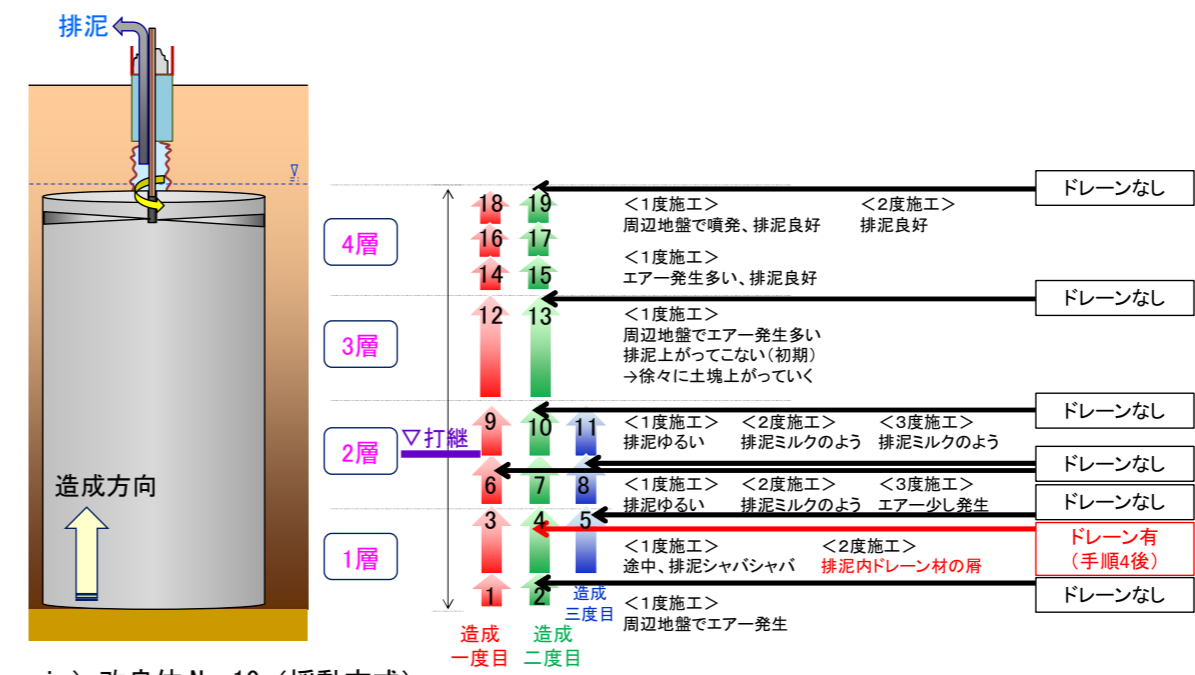 排泥
造成方向
4層
3層
2層
1層
▽打継
18
19
16
17
14
15
12
13
9
10
11
6
7
8
3
4
5
1
2
造成
一度目
造成
二度目
造成
三度目
＜1度施工＞ ＜2度施工＞
周辺地盤で噴発、排泥良好 排泥良好
＜1度施工＞
エアー発生多い、排泥良好
＜1度施工＞
周辺地盤でエアー発生多い
排泥上がってこない（初期）
→徐々に土塊上がっていく
＜1度施工＞ ＜2度施工＞ ＜3度施工＞
排泥ゆるい 排泥ミルクのよう 排泥ミルクのよう
＜1度施工＞ ＜2度施工＞ ＜3度施工＞
排泥ゆるい 排泥ミルクのよう エアー少し発生
＜1度施工＞ ＜2度施工＞
途中、排泥シャバシャバ 排泥内ドレーン材の屑
＜1度施工＞
周辺地盤でエアー発生
ドレーンなし
ドレーンなし
ドレーンなし
ドレーンなし
ドレーンなし
ドレーン有
（手順4後）
ドレーンなし